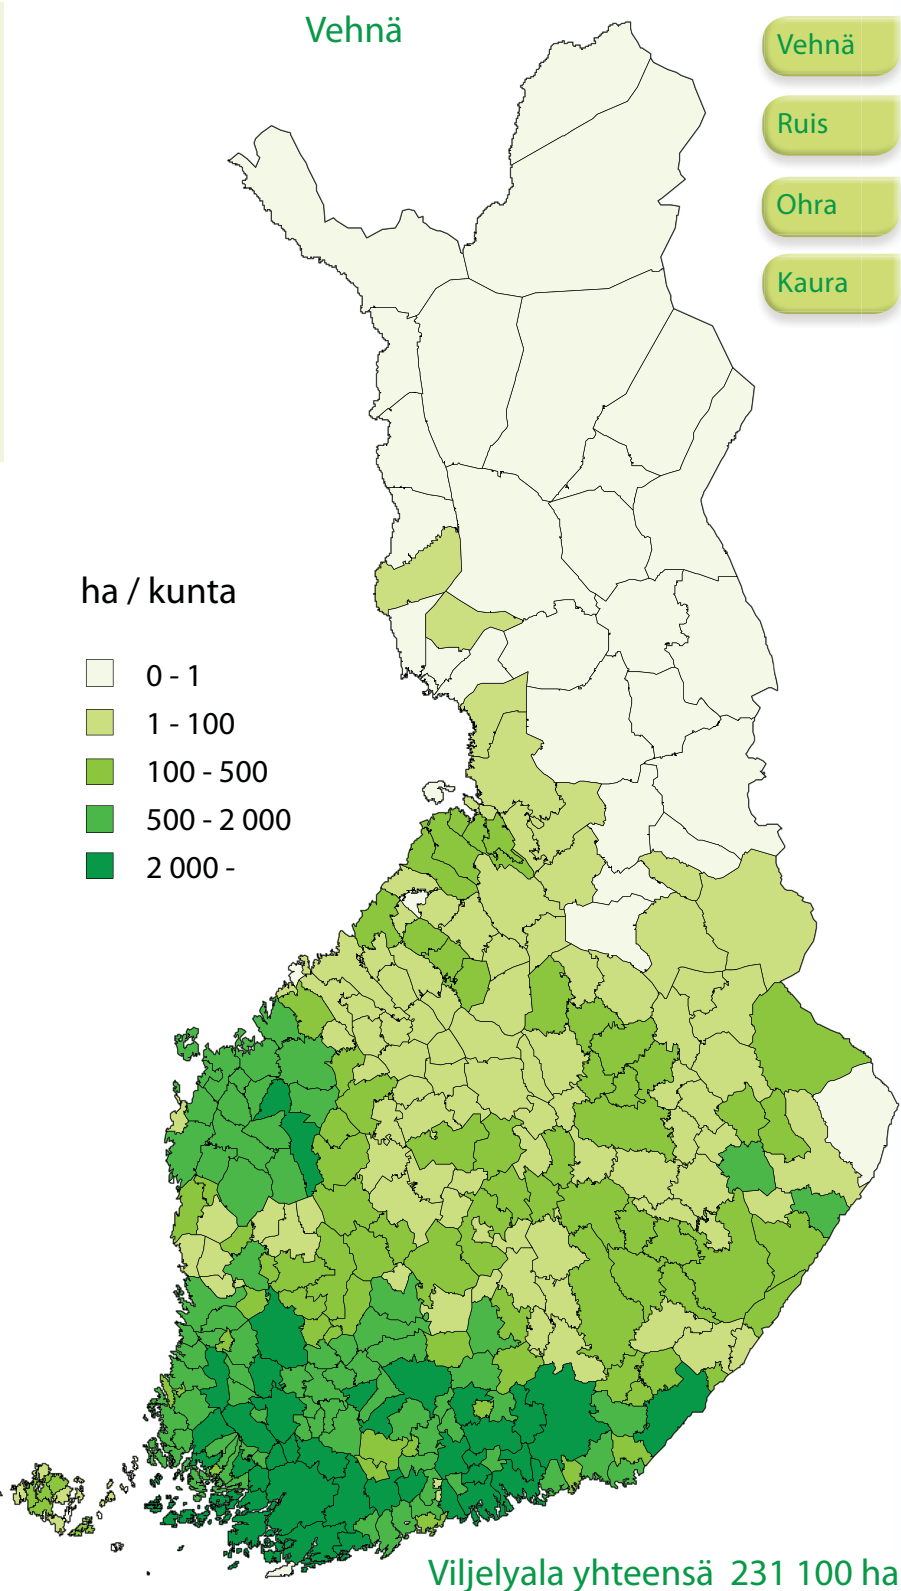 Vehnä
Vehnä
Ruis
Ohra
Kaura
ha / kunta
0 - 1
1 - 100
100 - 500
500 - 2 000
2 000 -
Viljelyala yhteensä 231 100 ha